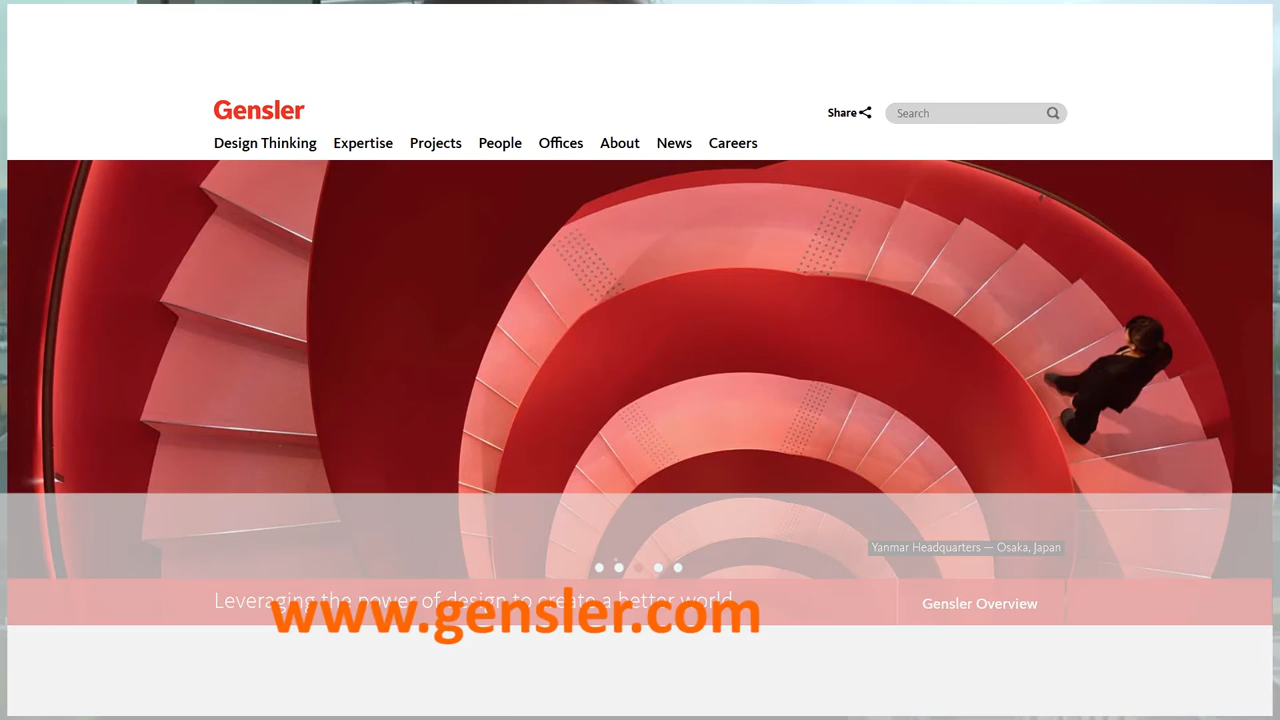 Gensler
Share
Search
Design Thinking Expertise Projects People Offices About News Careers
Yanmar Headquarters — Osaka, Japan
Leveraging the power of design to create a better world
Gensler Overview
www.gensler.com